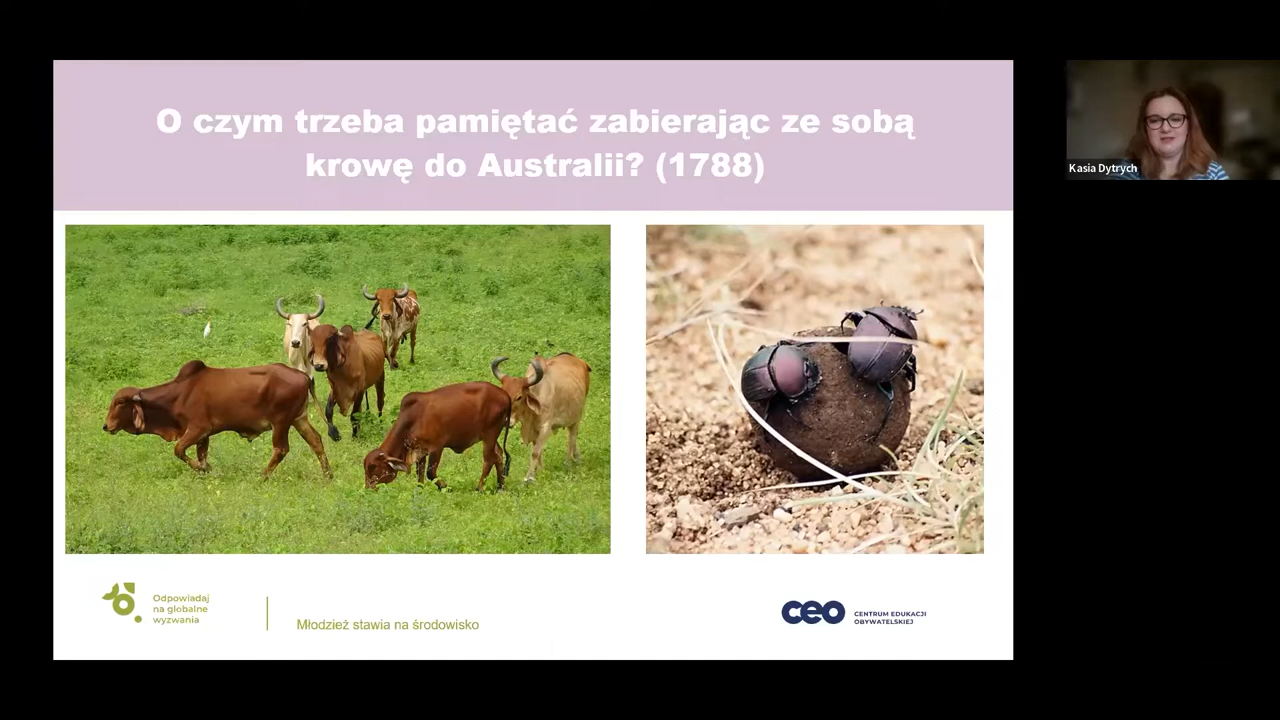 O czym trzeba pamiętać zabierając ze sobą
krowę do Australii? (1788)
Kasia Dytrych
Odpowiadaj
na globalne
wyzwania
Młodzież stawia na środowisko
ceo
CENTRUM EDUKACJI
OBYWATELSKIEJ